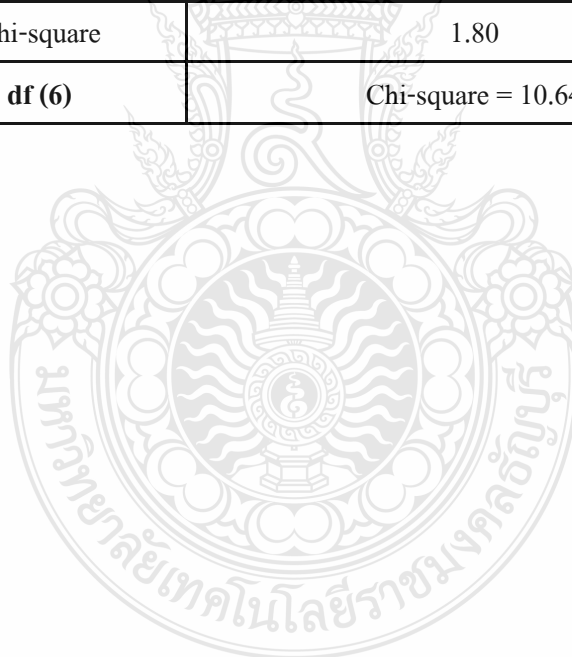 hi-square 1.80
df (6) Chi-square = 10.64
มหาวิทยาลัยเทคโนโลยีราชมงคลธัญบุรี